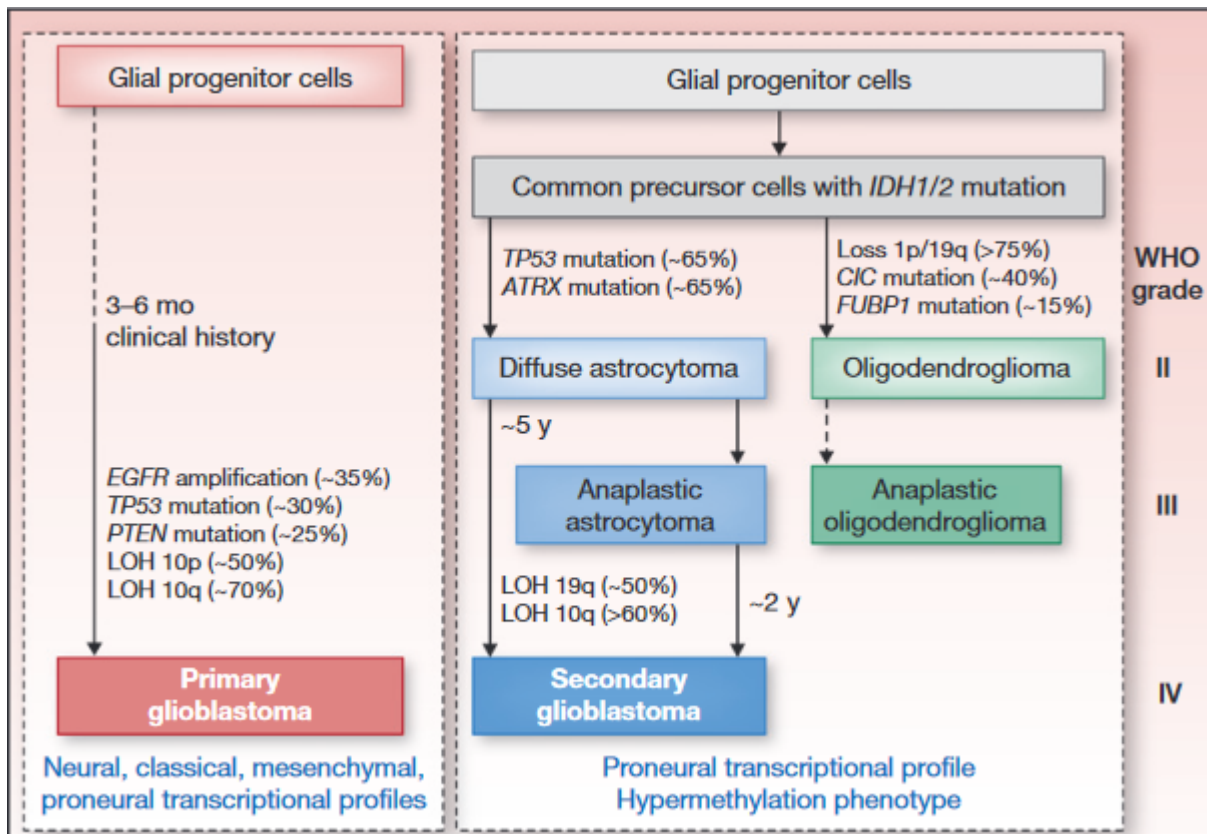 Glial progenitor cells
3–6 mo
clinical history
EGFR amplification (~35%)
TP53 mutation (~30%)
PTEN mutation (~25%)
LOH 10p (~50%)
LOH 10q (~70%)
Primary
glioblastoma
Neural, classical, mesenchymal,
proneural transcriptional profiles
Glial progenitor cells
Common precursor cells with IDH1/2 mutation
TP53 mutation (~65%)
ATRX mutation (~65%)
Loss 1p/19q (>75%)
CIC mutation (~40%)
FUBP1 mutation (~15%)
Diffuse astrocytoma
Oligodendroglioma
~5 y
Anaplastic
astrocytoma
Anaplastic
oligodendroglioma
LOH 19q (~50%)
LOH 10q (>60%)
~2 y
Secondary
glioblastoma
Proneural transcriptional profile
Hypermethylation phenotype
WHO
grade
II
III
IV